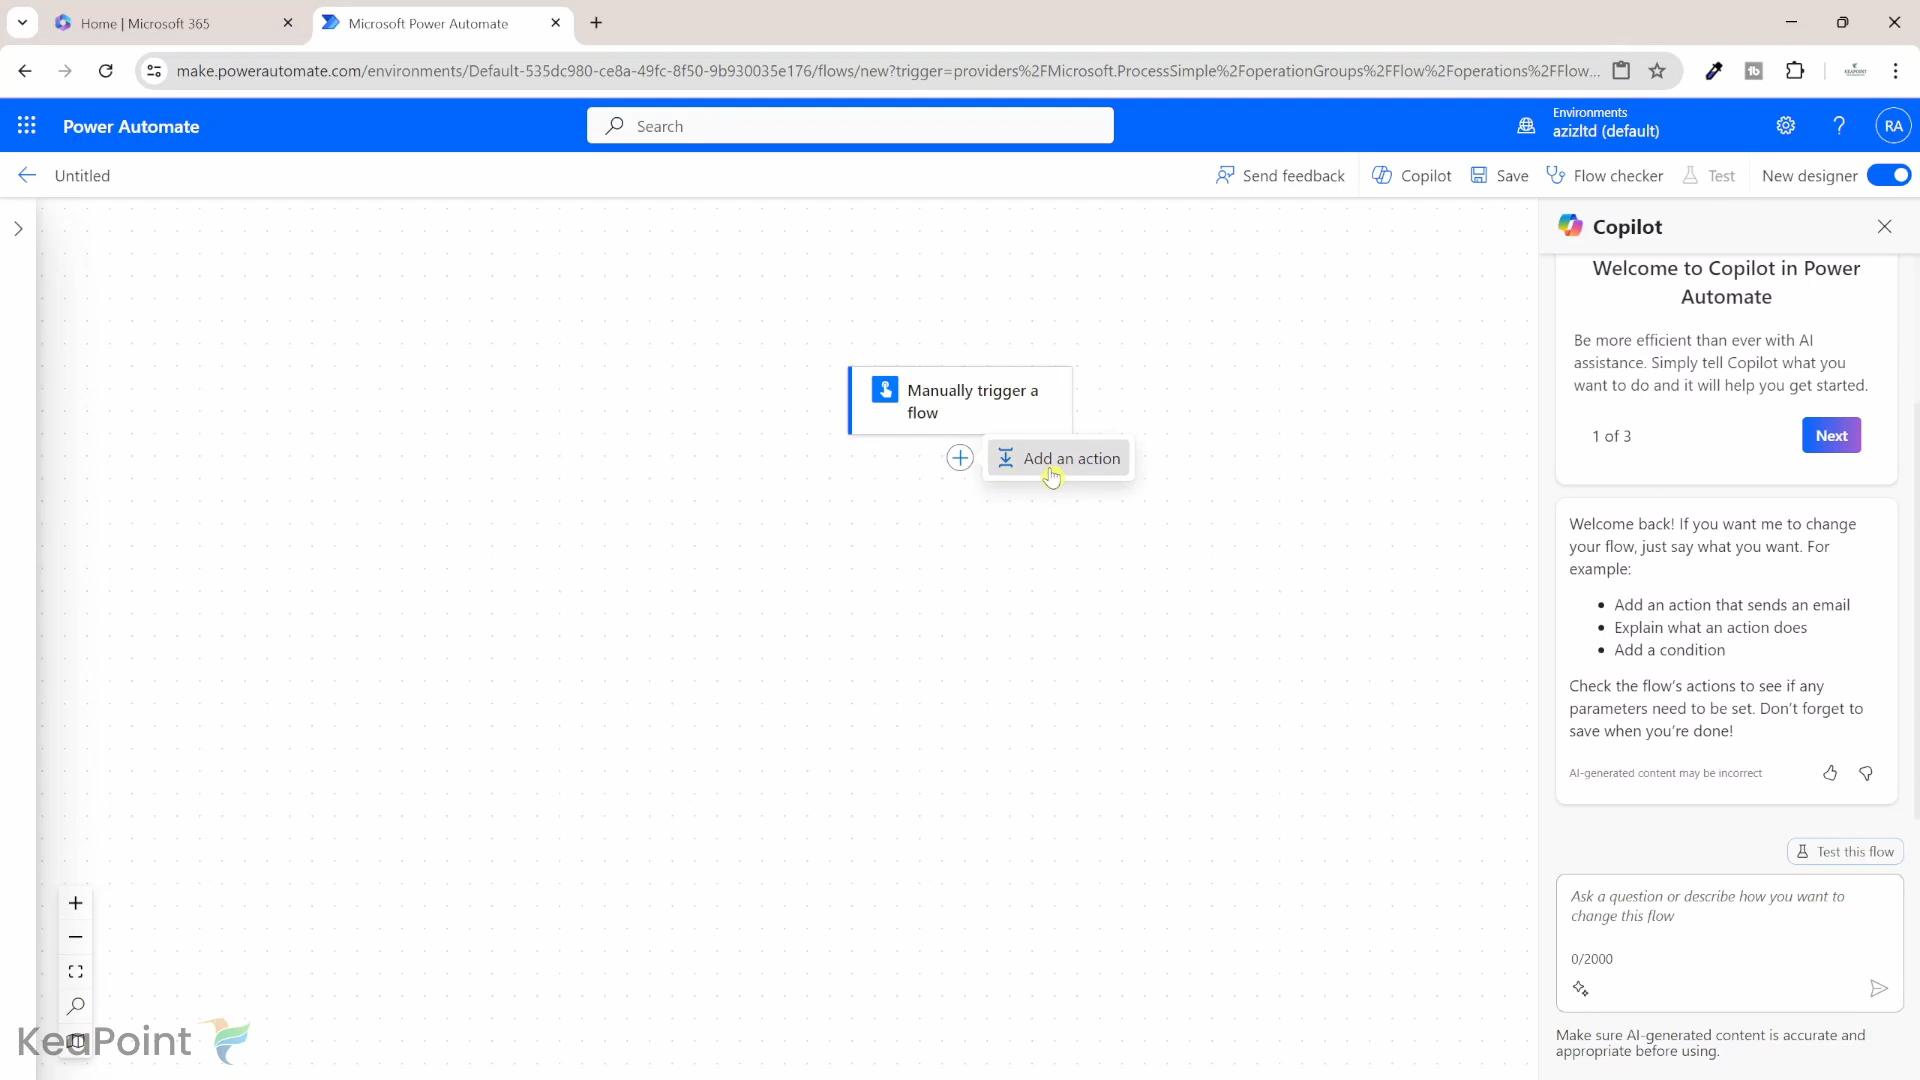 Home | Microsoft 365
Microsoft Power Automate
make.powerautomate.com/environments/Default-535dc980-ce8a-49fc-8f50-9b930035e176/flows/new?trigger=providers%2FMicrosoft.ProcessSimple%2FoperationGroups%2FFlow%2Foperations%2FFlow...
Power Automate
Search
Environments
azizltd (default)
RA
Untitled
Send feedback
Copilot
Save
Flow checker
Test
New designer
Copilot
Welcome to Copilot in Power
Automate
Be more efficient than ever with AI
assistance. Simply tell Copilot what you
want to do and it will help you get started.
1 of 3
Next
Manually trigger a
flow
Add an action
Welcome back! If you want me to change
your flow, just say what you want. For
example:
• Add an action that sends an email
• Explain what an action does
• Add a condition
Check the flow's actions to see if any
parameters need to be set. Don't forget to
save when you're done!
AI-generated content may be incorrect
Test this flow
Ask a question or describe how you want to
change this flow
0/2000
Make sure AI-generated content is accurate and
appropriate before using.
KeaPoint